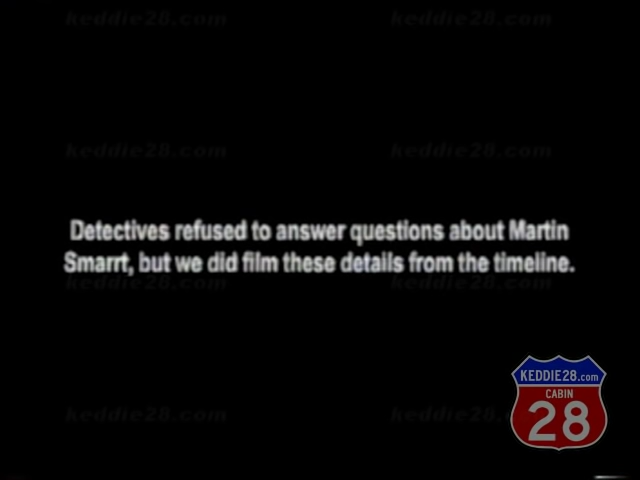 keddie28.com keddie28.com
keddie28.com keddie28.com
Detectives refused to answer questions about Martin
Smarrt, but we did film these details from the timeline.
keddie28.com keddie28.com
KEDDIE28.com
CABIN
28
keddie28.com keddie28.com